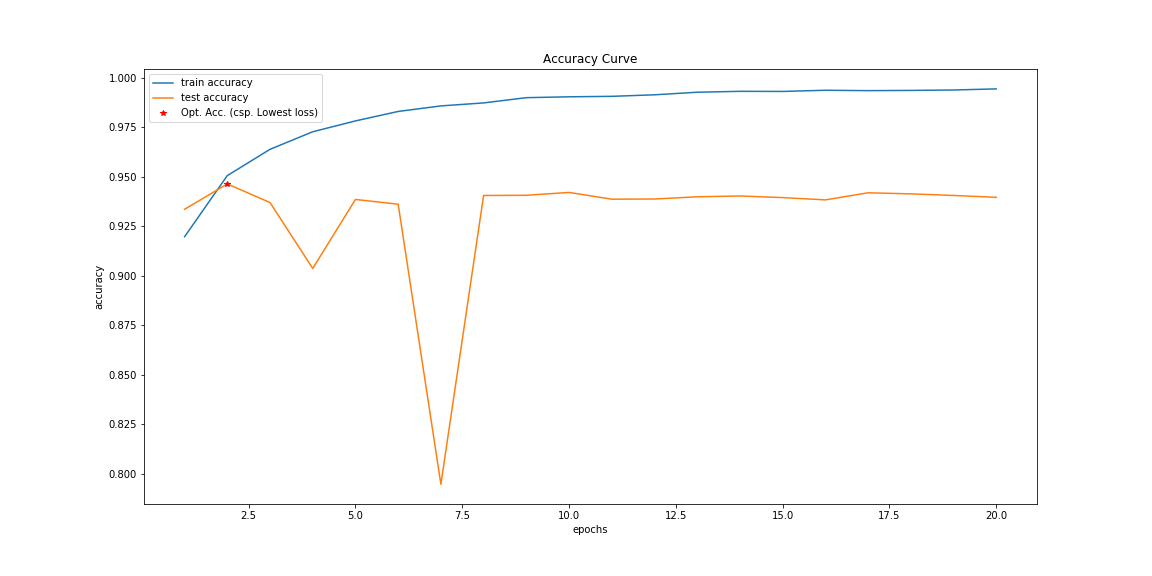 Accuracy Curve
train accuracy
test accuracy
Opt. Acc. (csp. Lowest loss)
accuracy
1.000
0.975
0.950
0.925
0.900
0.875
0.850
0.825
0.800
2.5 5.0 7.5 10.0 12.5 15.0 17.5 20.0
epochs